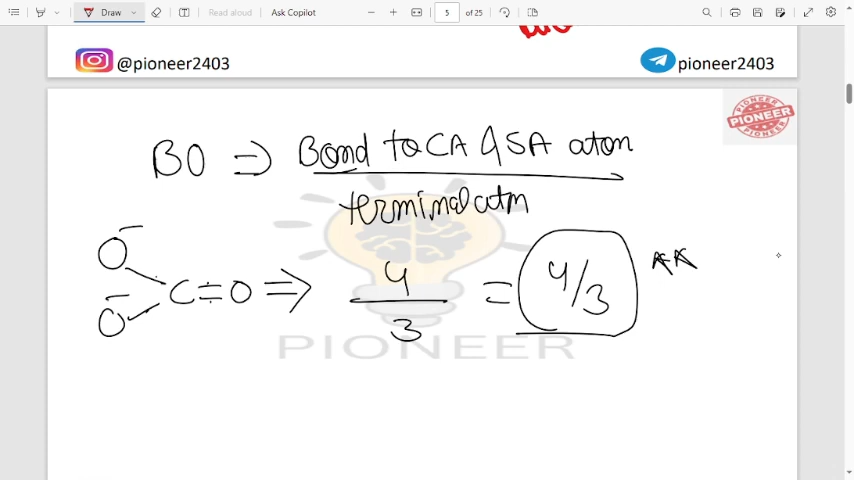 Draw
Read aloud
Ask Copilot
5
of 25
@pioneer2403
pioneer2403
PIONEER
BO ⇒ Bond to CA & SA atom
terminal atm
O⁻
O⁻ C=O ⇒ 4/3 = 4/3
PIONEER